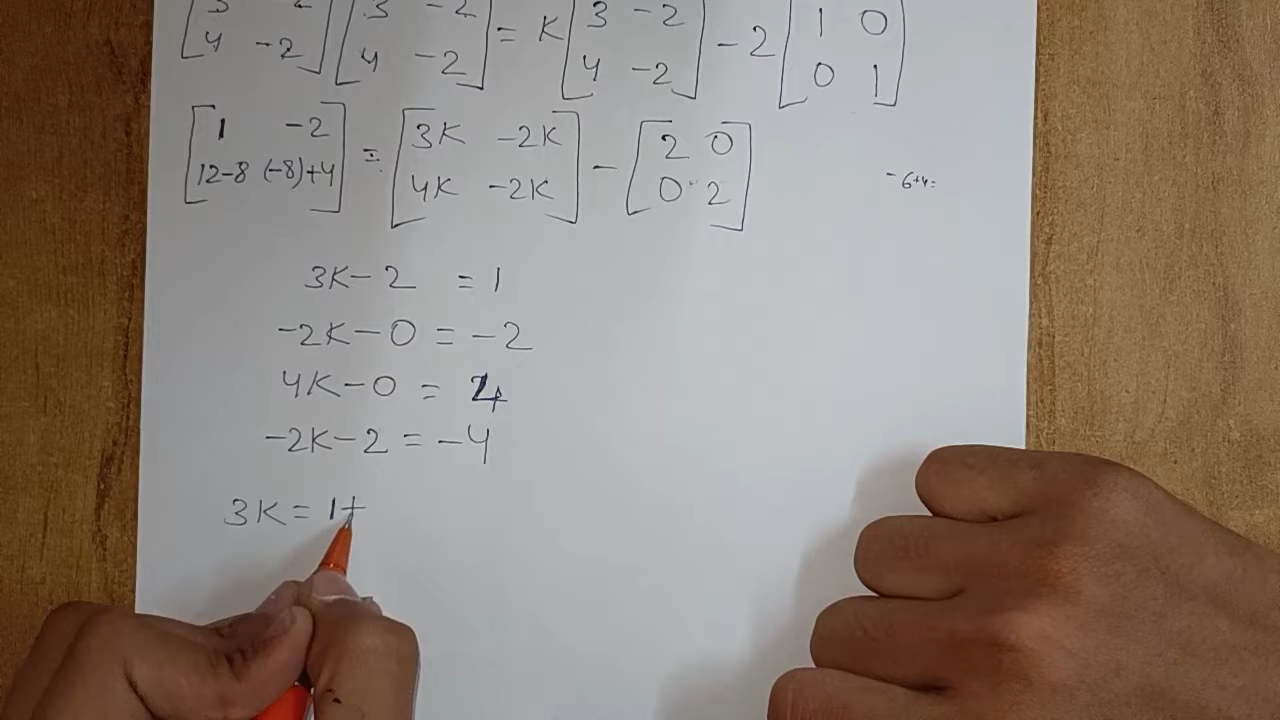 [3 -2; 4 -2] [3 -2; 4 -2] = K [3 -2; 4 -2] - 2 [1 0; 0 1]
[1 -2; 12-8 (-8)+4] = [3K -2K; 4K -2K] - [2 0; 0 2]
-6+4=
3K-2 = 1
-2K-0 = -2
4K-0 = 4
-2K-2 = -4
3K = 1+